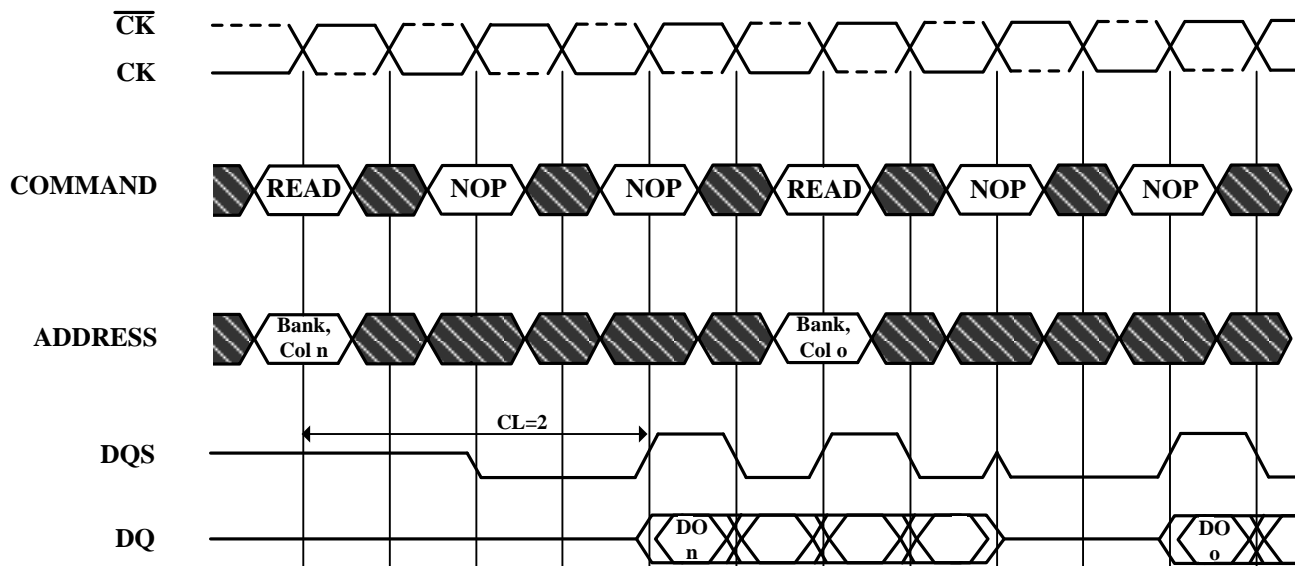 CK
CK
COMMAND
READ
NOP
NOP
READ
NOP
NOP
ADDRESS
Bank,
Col n
Bank,
Col o
CL=2
DQS
DQ
DO
n
DO
o